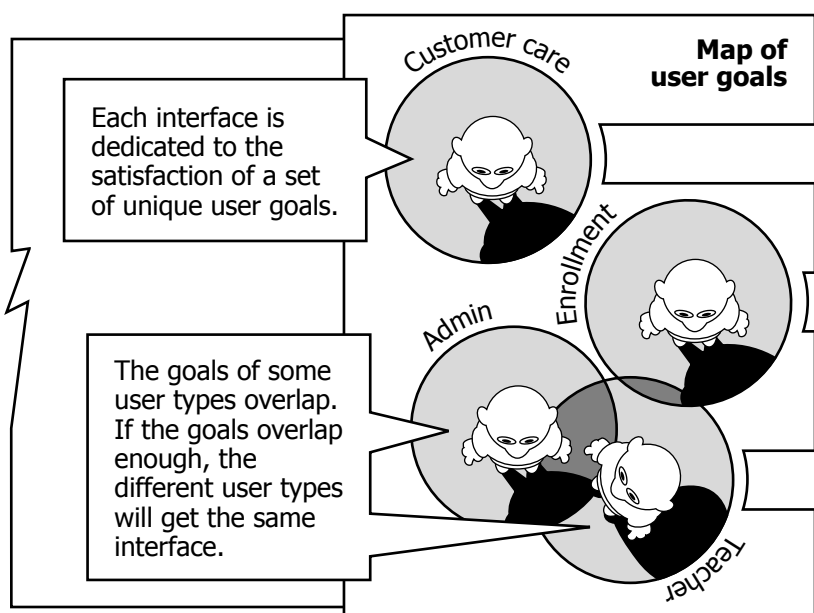 Customer care
Map of
user goals
Each interface is
dedicated to the
satisfaction of a set
of unique user goals.
Enrollment
Admin
The goals of some
user types overlap.
If the goals overlap
enough, the
different user types
will get the same
interface.
Teacher